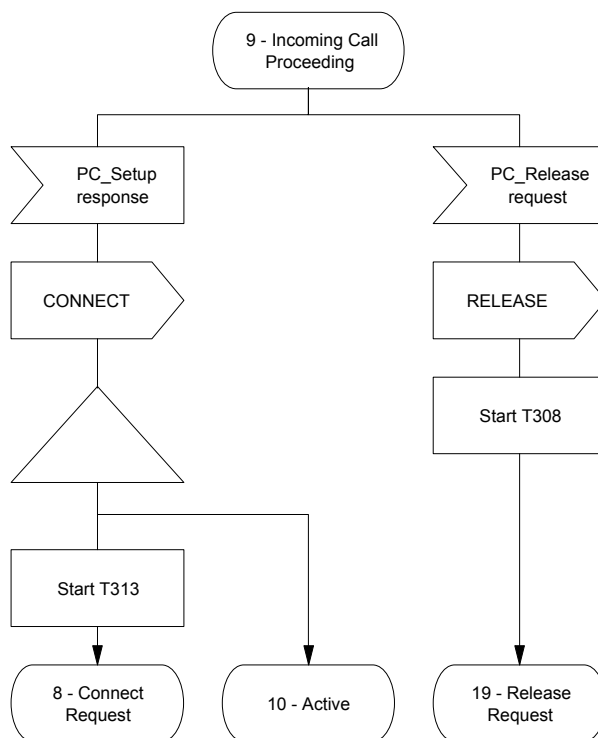 9 - Incoming Call
Proceeding
PC_Setup
response
PC_Release
request
CONNECT
RELEASE
Start T308
Start T313
8 - Connect
Request
10 - Active
19 - Release
Request